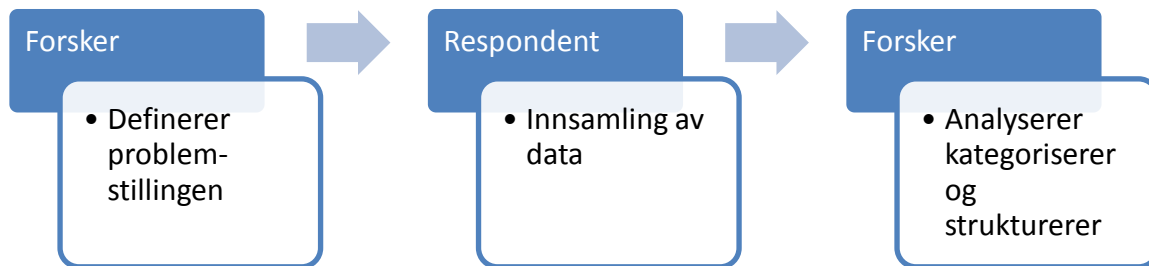 Forsker
• Definerer
problem-
stillingen
Respondent
• Innsamling av
data
Forsker
• Analyserer
kategoriserer
og
strukturerer